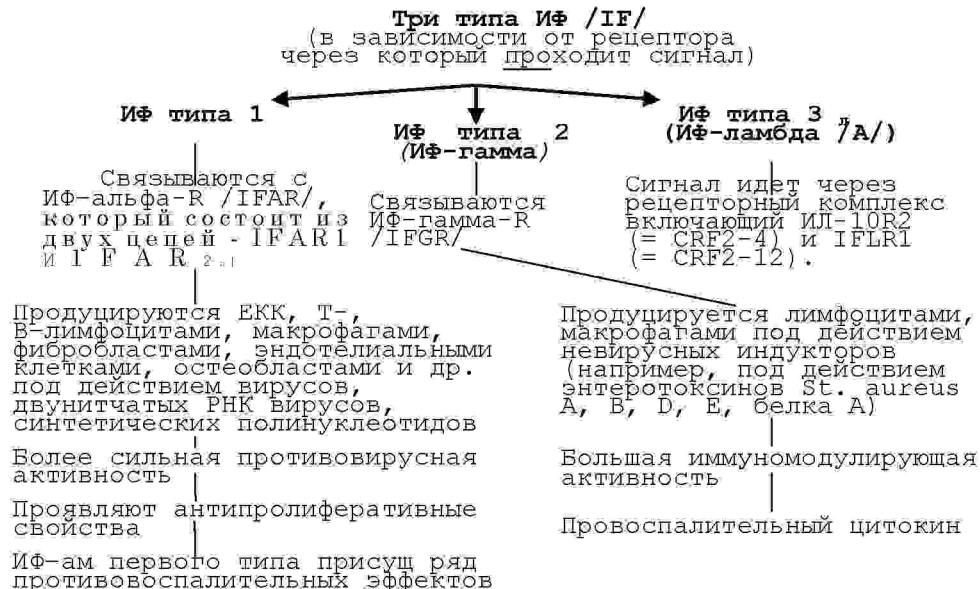 Три типа ИФ /IF/
(в зависимости от рецептора
через который проходит сигнал)
ИФ типа 1
ИФ типа 2
(ИФ-гамма)
ИФ типа 3 „
(ИФ-ламбда /А/)
Связываются с
ИФ-альфа-R /IFAR/,
который состоит из
двух цепей - IFAR1
и 1 F A R 2
Связываются
ИФ-гамма-R
/IFGR/
Сигнал идет через
рецепторный комплекс
включающий ИЛ-10R2
(= CRF2-4) и IFLR1
(= CRF2-12).
Продуцируются ЕКК, Т-,
В-лимфоцитами, макрофагами,
фибробластами, эндотелиальными
клетками, остеобластами и др.
под действием вирусов,
двунитчатых РНК вирусов,
синтетических полинуклеотидов
Более сильная противовирусная
активность
Проявляют антипролиферативные
свойства
ИФ-ам первого типа присущ ряд
противовоспалительных эффектов
Продуцируется лимфоцитами,
макрофагами под действием
невирусных индукторов
(например, под действием
энтеротоксинов St. aureus
A, B, D, E, белка А)
Большая иммуномодулирующая
активность
Провоспалительный цитокин